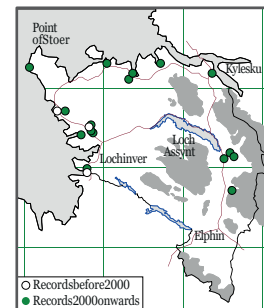 Point
ofStoer
Kylesku
Loch
Assynt
Lochinver
Elphin
Recordsbefore2000
Records2000onwards